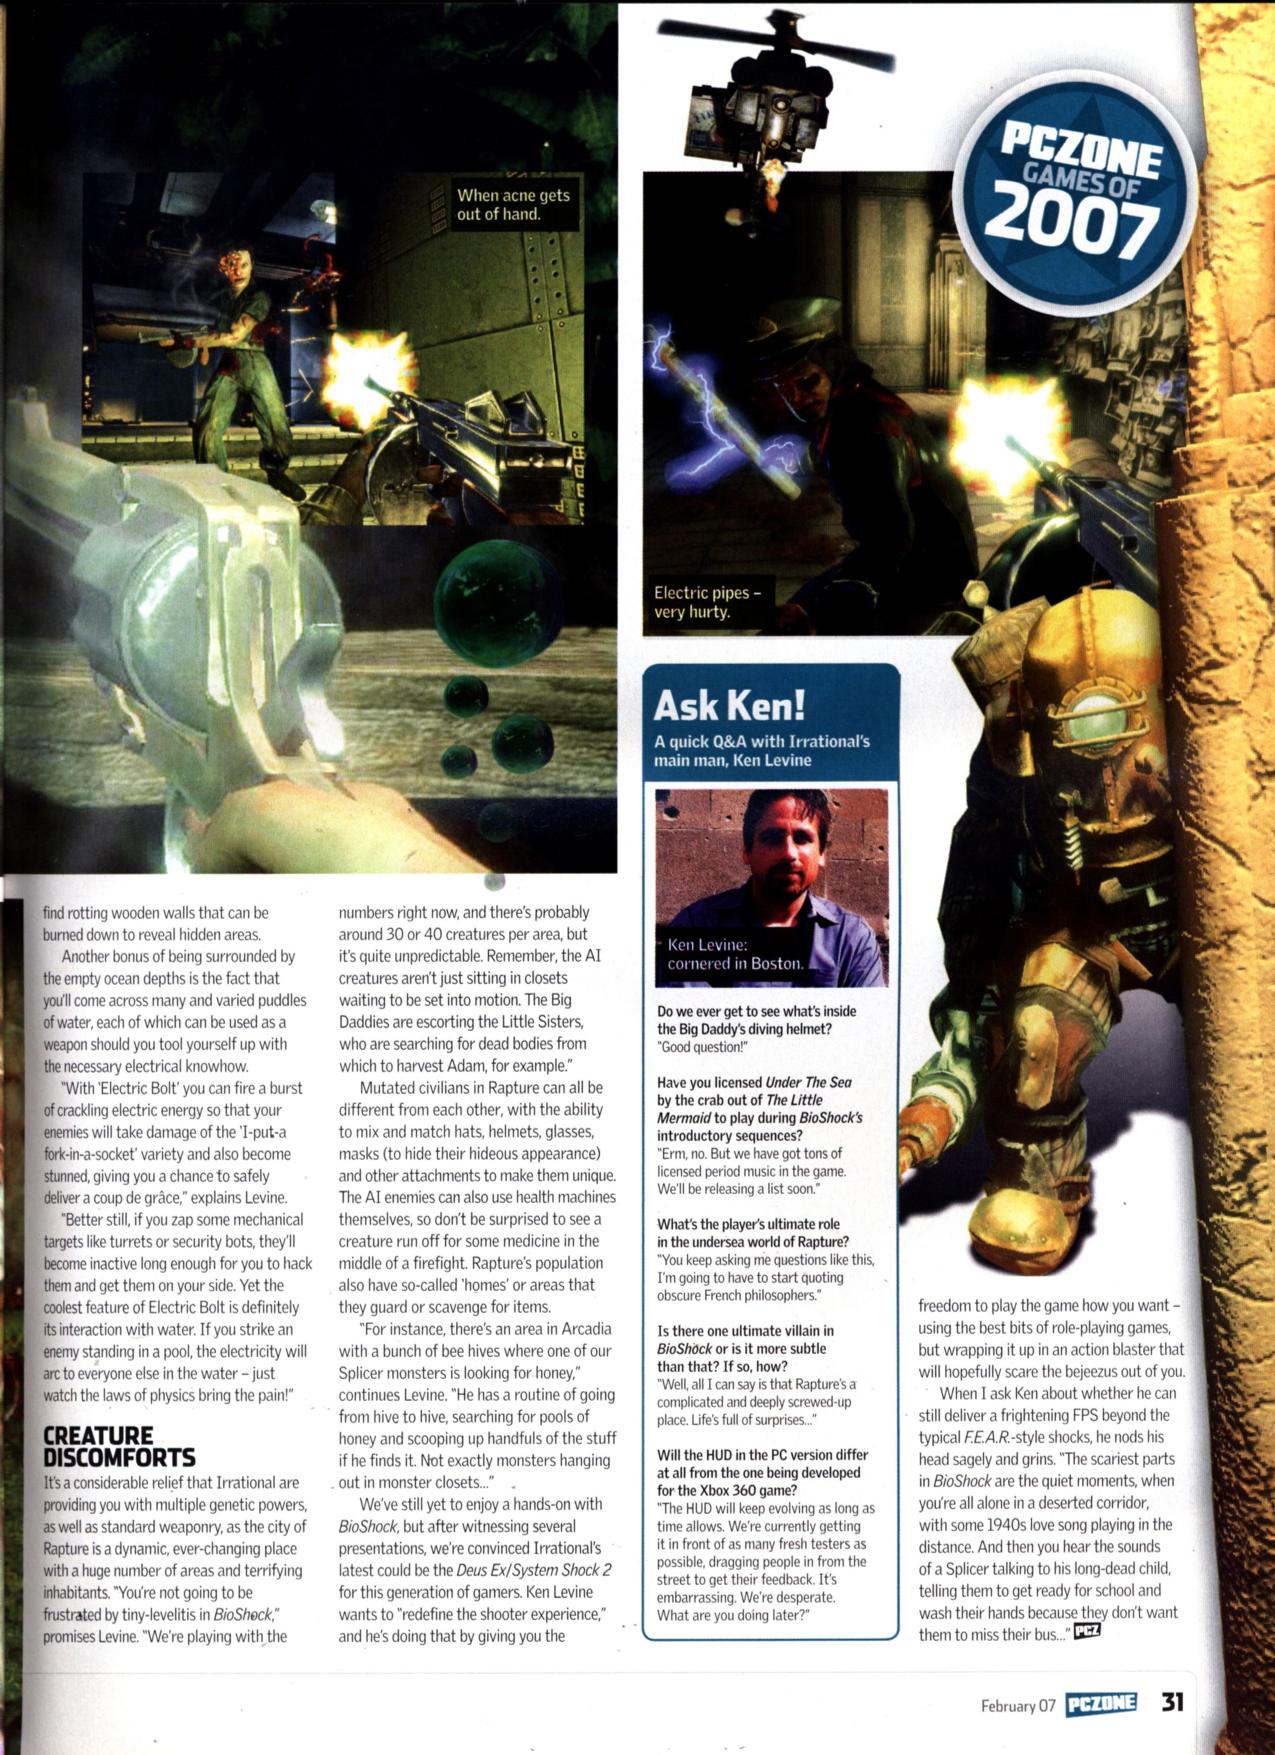 When acne gets
out of hand.
PCZONE
GAMES OF
2007
Electric pipes –
very hurty.
find rotting wooden walls that can be
burned down to reveal hidden areas.
Another bonus of being surrounded by
the empty ocean depths is the fact that
you'll come across many and varied puddles
of water, each of which can be used as a
weapon should you tool yourself up with
the necessary electrical knowhow.
"With 'Electric Bolt' you can fire a burst
of crackling electric energy so that your
enemies will take damage of the 'I-put-a
fork-in-a-socket' variety and also become
stunned, giving you a chance to safely
deliver a coup de grâce," explains Levine.
"Better still, if you zap some mechanical
targets like turrets or security bots, they'll
become inactive long enough for you to hack
them and get them on your side. Yet the
coolest feature of Electric Bolt is definitely
its interaction with water. If you strike an
enemy standing in a pool, the electricity will
arc to everyone else in the water – just
watch the laws of physics bring the pain!"
CREATURE
DISCOMFORTS
It's a considerable relief that Irrational are
providing you with multiple genetic powers,
as well as standard weaponry, as the city of
Rapture is a dynamic, ever-changing place
with a huge number of areas and terrifying
inhabitants. "You're not going to be
frustrated by tiny-levelitis in BioShock,"
promises Levine. "We're playing with the
numbers right now, and there's probably
around 30 or 40 creatures per area, but
it's quite unpredictable. Remember, the AI
creatures aren't just sitting in closets
waiting to be set into motion. The Big
Daddies are escorting the Little Sisters,
who are searching for dead bodies from
which to harvest Adam, for example."
Mutated civilians in Rapture can all be
different from each other, with the ability
to mix and match hats, helmets, glasses,
masks (to hide their hideous appearance)
and other attachments to make them unique.
The AI enemies can also use health machines
themselves, so don't be surprised to see a
creature run off for some medicine in the
middle of a firefight. Rapture's population
also have so-called 'homes' or areas that
they guard or scavenge for items.
"For instance, there's an area in Arcadia
with a bunch of bee hives where one of our
Splicer monsters is looking for honey,"
continues Levine. "He has a routine of going
from hive to hive, searching for pools of
honey and scooping up handfuls of the stuff
if he finds it. Not exactly monsters hanging
out in monster closets..."
We've still yet to enjoy a hands-on with
BioShock, but after witnessing several
presentations, we're convinced Irrational's
latest could be the Deus Ex/System Shock 2
for this generation of gamers. Ken Levine
wants to "redefine the shooter experience,"
and he's doing that by giving you the
Ask Ken!
A quick Q&A with Irrational's
main man, Ken Levine
Ken Levine:
cornered in Boston.
Do we ever get to see what's inside
the Big Daddy's diving helmet?
"Good question!"
Have you licensed Under The Sea
by the crab out of The Little
Mermaid to play during BioShock's
introductory sequences?
"Erm, no. But we have got tons of
licensed period music in the game.
We'll be releasing a list soon."
What's the player's ultimate role
in the undersea world of Rapture?
"You keep asking me questions like this,
I'm going to have to start quoting
obscure French philosophers."
Is there one ultimate villain in
BioShock or is it more subtle
than that? If so, how?
"Well, all I can say is that Rapture's a
complicated and deeply screwed-up
place. Life's full of surprises..."
Will the HUD in the PC version differ
at all from the one being developed
for the Xbox 360 game?
"The HUD will keep evolving as long as
time allows. We're currently getting
it in front of as many fresh testers as
possible, dragging people in from the
street to get their feedback. It's
embarrassing. We're desperate.
What are you doing later?"
freedom to play the game how you want –
using the best bits of role-playing games,
but wrapping it up in an action blaster that
will hopefully scare the bejeezus out of you.
When I ask Ken about whether he can
still deliver a frightening FPS beyond the
typical F.E.A.R.-style shocks, he nods his
head sagely and grins. "The scariest parts
in BioShock are the quiet moments, when
you're all alone in a deserted corridor,
with some 1940s love song playing in the
distance. And then you hear the sounds
of a Splicer talking to his long-dead child,
telling them to get ready for school and
wash their hands because they don't want
them to miss their bus..." PCZ
February 07 PCZONE 31